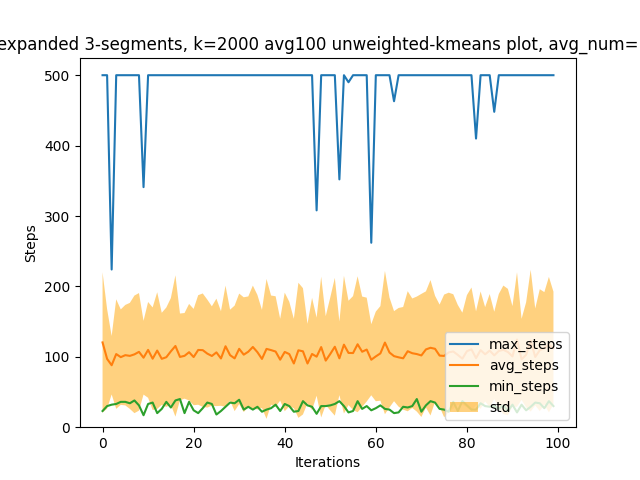 expanded 3-segments, k=2000 avg100 unweighted-kmeans plot, avg_num=
500
400
300
200
100
0
Steps
0 20 40 60 80 100
Iterations
max_steps
avg_steps
min_steps
std